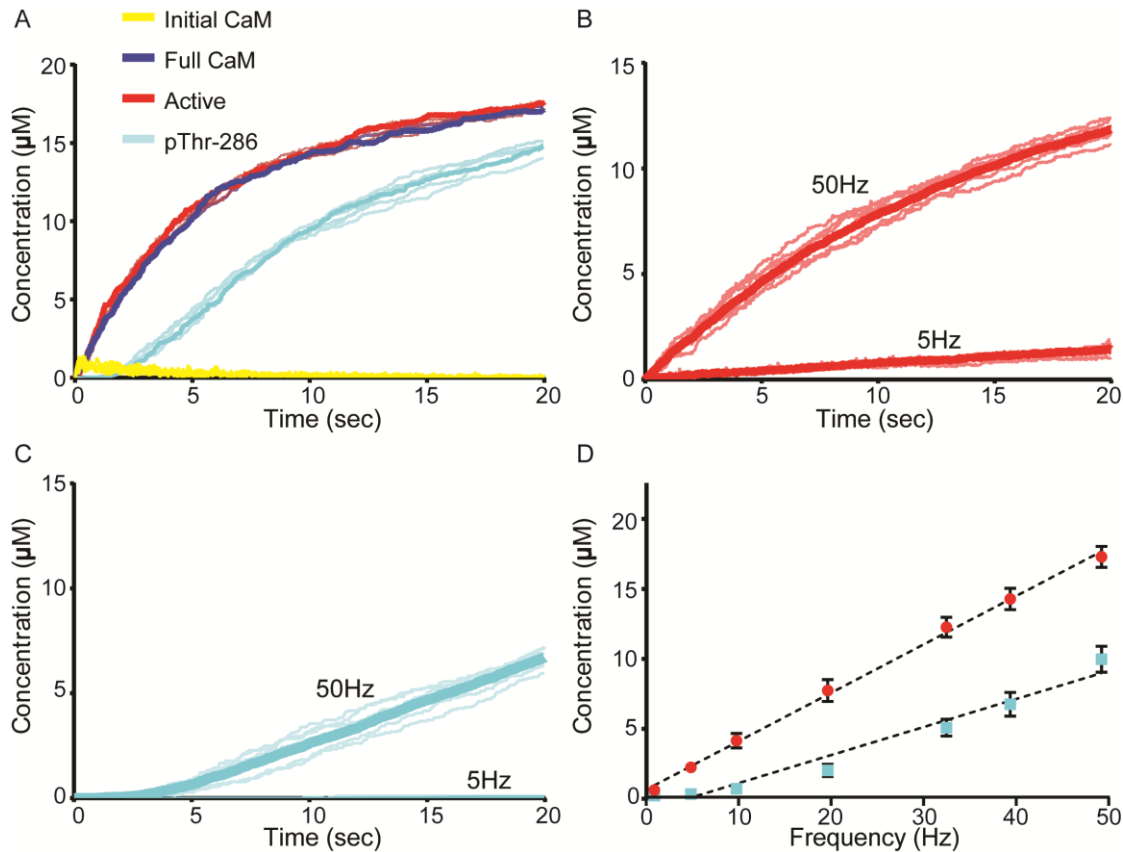 A
Initial CaM
Full CaM
Active
pThr-286
20
15
10
5
0
Concentration (µM)
0 5 10 15 20
Time (sec)
B
15
10
5
0
Concentration (µM)
50Hz
5Hz
0 5 10 15 20
Time (sec)
C
15
10
5
0
Concentration (µM)
50Hz
5Hz
0 5 10 15 20
Time (sec)
D
20
15
10
5
0
Concentration (µM)
0 10 20 30 40 50
Frequency (Hz)